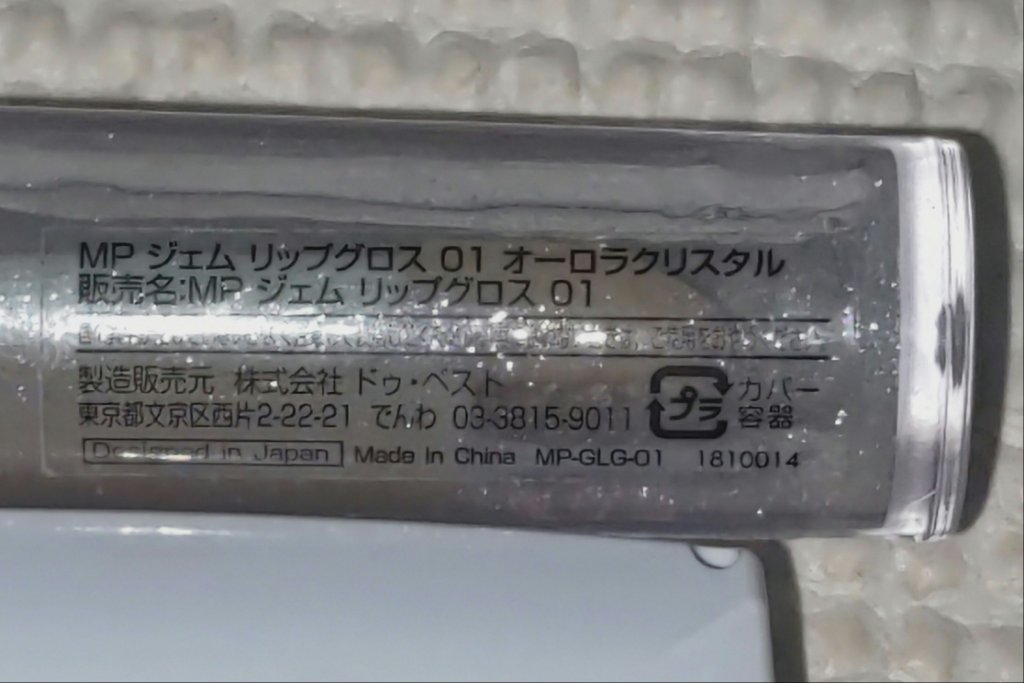 MP ジェム リップグロス 01 オーロラクリスタル
販売名:MP ジェム リップグロス 01
製造販売元 株式会社 ドゥ・ベスト
東京都文京区西片2-22-21 でんわ 03-3815-9011
プラ
カバー
容器
Designed in Japan Made In China MP-GLG-01 1810014